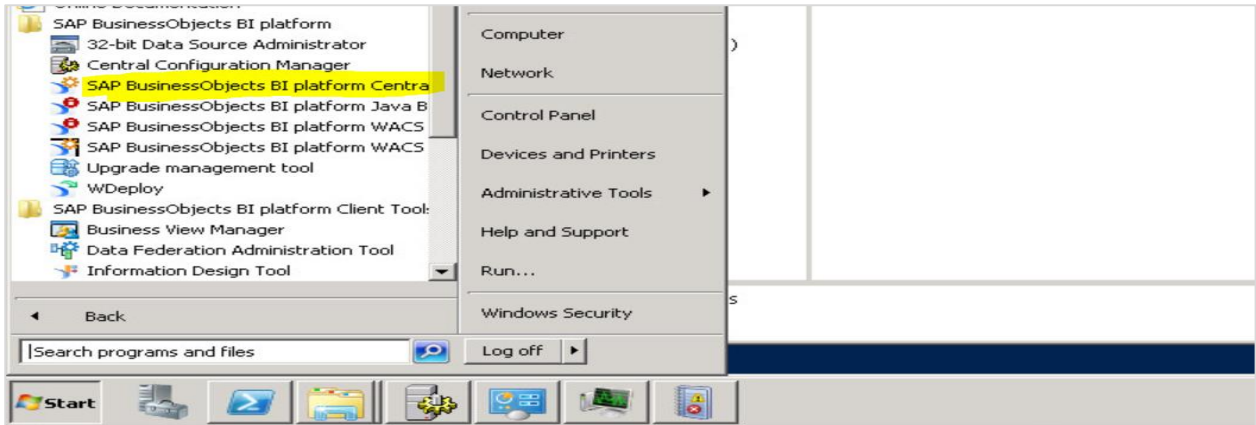 SAP BusinessObjects BI platform
32-bit Data Source Administrator
Central Configuration Manager
SAP BusinessObjects BI platform Centra
SAP BusinessObjects BI platform Java B
SAP BusinessObjects BI platform WACS
SAP BusinessObjects BI platform WACS
Upgrade management tool
WDeploy
SAP BusinessObjects BI platform Client Tool
Business View Manager
Data Federation Administration Tool
Information Design Tool
Back
Search programs and files
Computer
Network
Control Panel
Devices and Printers
Administrative Tools
Help and Support
Run...
Windows Security
Log off
)
s
Start